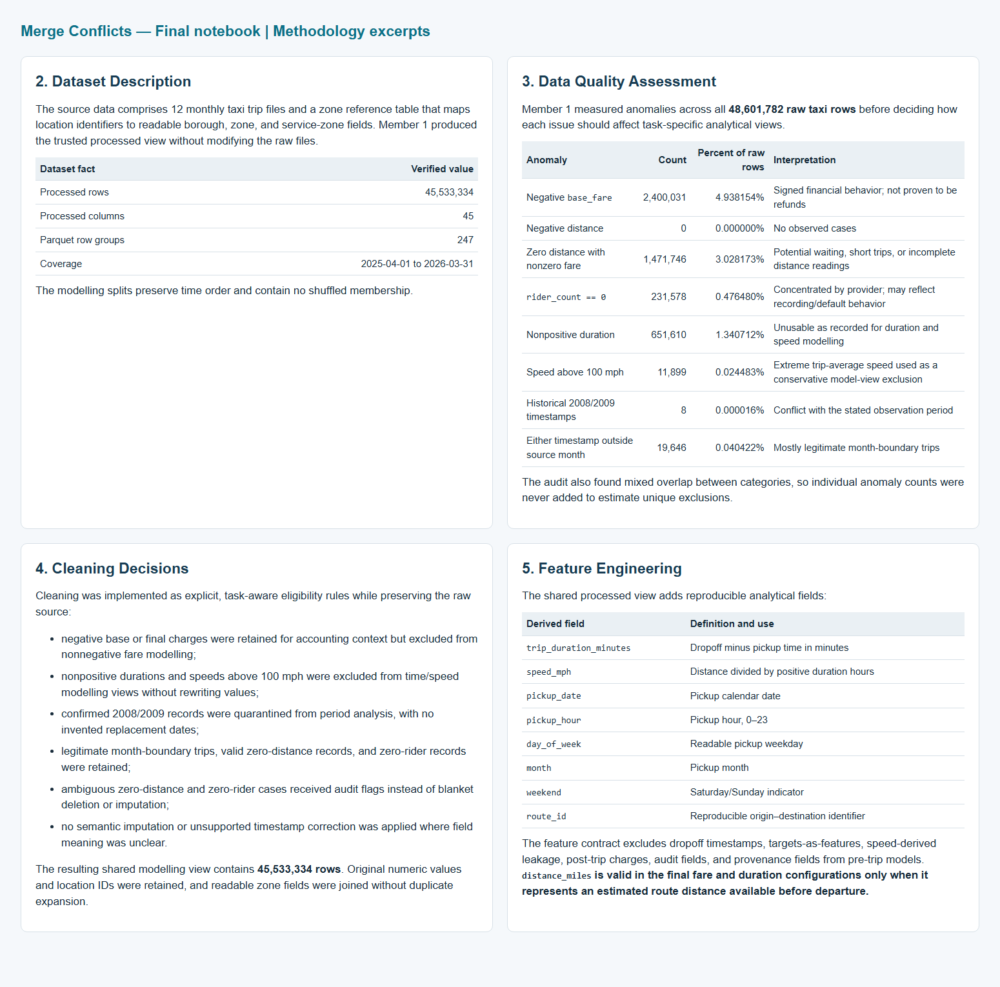 Merge Conflicts — Final notebook | Methodology excerpts
2. Dataset Description
The source data comprises 12 monthly taxi trip files and a zone reference table that maps
location identifiers to readable borough, zone, and service-zone fields. Member 1 produced
the trusted processed view without modifying the raw files.
Dataset fact Verified value
Processed rows 45,533,334
Processed columns 45
Parquet row groups 247
Coverage 2025-04-01 to 2026-03-31
The modelling splits preserve time order and contain no shuffled membership.
3. Data Quality Assessment
Member 1 measured anomalies across all 48,601,782 raw taxi rows before deciding how
each issue should affect task-specific analytical views.
Anomaly Count Percent of raw rows Interpretation
Negative base_fare 2,400,031 4.938154% Signed financial behavior; not proven to be
refunds
Negative distance 0 0.000000% No observed cases
Zero distance with
nonzero fare 1,471,746 3.028173% Potential waiting, short trips, or incomplete
distance readings
rider_count == 0 231,578 0.476480% Concentrated by provider; may reflect
recording/default behavior
Nonpositive duration 651,610 1.340712% Unusable as recorded for duration and
speed modelling
Speed above 100 mph 11,899 0.024483% Extreme trip-average speed used as a
conservative model-view exclusion
Historical 2008/2009
timestamps 8 0.000016% Conflict with the stated observation period
Either timestamp outside
source month 19,646 0.040422% Mostly legitimate month-boundary trips
The audit also found mixed overlap between categories, so individual anomaly counts were
never added to estimate unique exclusions.
4. Cleaning Decisions
Cleaning was implemented as explicit, task-aware eligibility rules while preserving the raw
source:
• negative base or final charges were retained for accounting context but excluded from
nonnegative fare modelling;
• nonpositive durations and speeds above 100 mph were excluded from time/speed
modelling views without rewriting values;
• confirmed 2008/2009 records were quarantined from period analysis, with no
invented replacement dates;
• legitimate month-boundary trips, valid zero-distance records, and zero-rider records
were retained;
• ambiguous zero-distance and zero-rider cases received audit flags instead of blanket
deletion or imputation;
• no semantic imputation or unsupported timestamp correction was applied where field
meaning was unclear.
The resulting shared modelling view contains 45,533,334 rows. Original numeric values
and location IDs were retained, and readable zone fields were joined without duplicate
expansion.
5. Feature Engineering
The shared processed view adds reproducible analytical fields:
Derived field Definition and use
trip_duration_minutes Dropoff minus pickup time in minutes
speed_mph Distance divided by positive duration hours
pickup_date Pickup calendar date
pickup_hour Pickup hour, 0–23
day_of_week Readable pickup weekday
month Pickup month
weekend Saturday/Sunday indicator
route_id Reproducible origin–destination identifier
The feature contract excludes dropoff timestamps, targets-as-features, speed-derived
leakage, post-trip charges, audit fields, and provenance fields from pre-trip models.
distance_miles is valid in the final fare and duration configurations only when it
represents an estimated route distance available before departure.